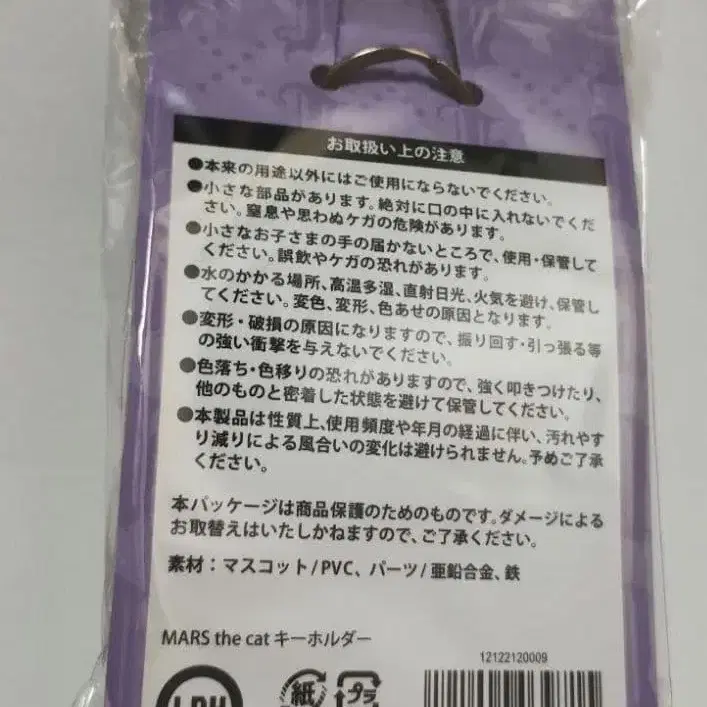 お取扱い上の注意
●本来の用途以外にはご使用にならないでください。
●小さな部品があります。絶対に口の中に入れないでくだ
さい。窒息や思わぬケガの危険があります。
●小さなお子さまの手の届かないところで、使用・保管して
ください。誤飲やケガの恐れがあります。
●水のかかる場所、高温多湿、直射日光、火気を避け、保管し
てください。変色、変形、色あせの原因となります。
●変形・破損の原因になりますので、振り回す・引っ張る等
の強い衝撃を与えないでください。
●色落ち・色移りの恐れがありますので、強く叩きつけたり、
他のものと密着した状態を避けて保管してください。
●本製品は性質上、使用頻度や年月の経過に伴い、汚れやす
り減りによる風合いの変化は避けられません。予めご了承
ください。
本パッケージは商品保護のためのものです。ダメージによる
お取替えはいたしかねますので、ご了承ください。
素材：マスコット/PVC、パーツ/亜鉛合金、鉄
MARS the cat キーホルダー
12122120009
LDH
紙
プラ